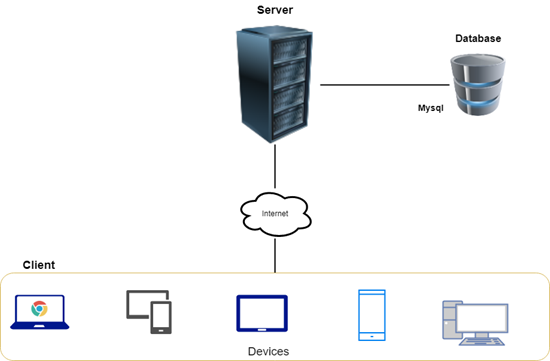 Server
Database
Mysql
Internet
Client
Devices